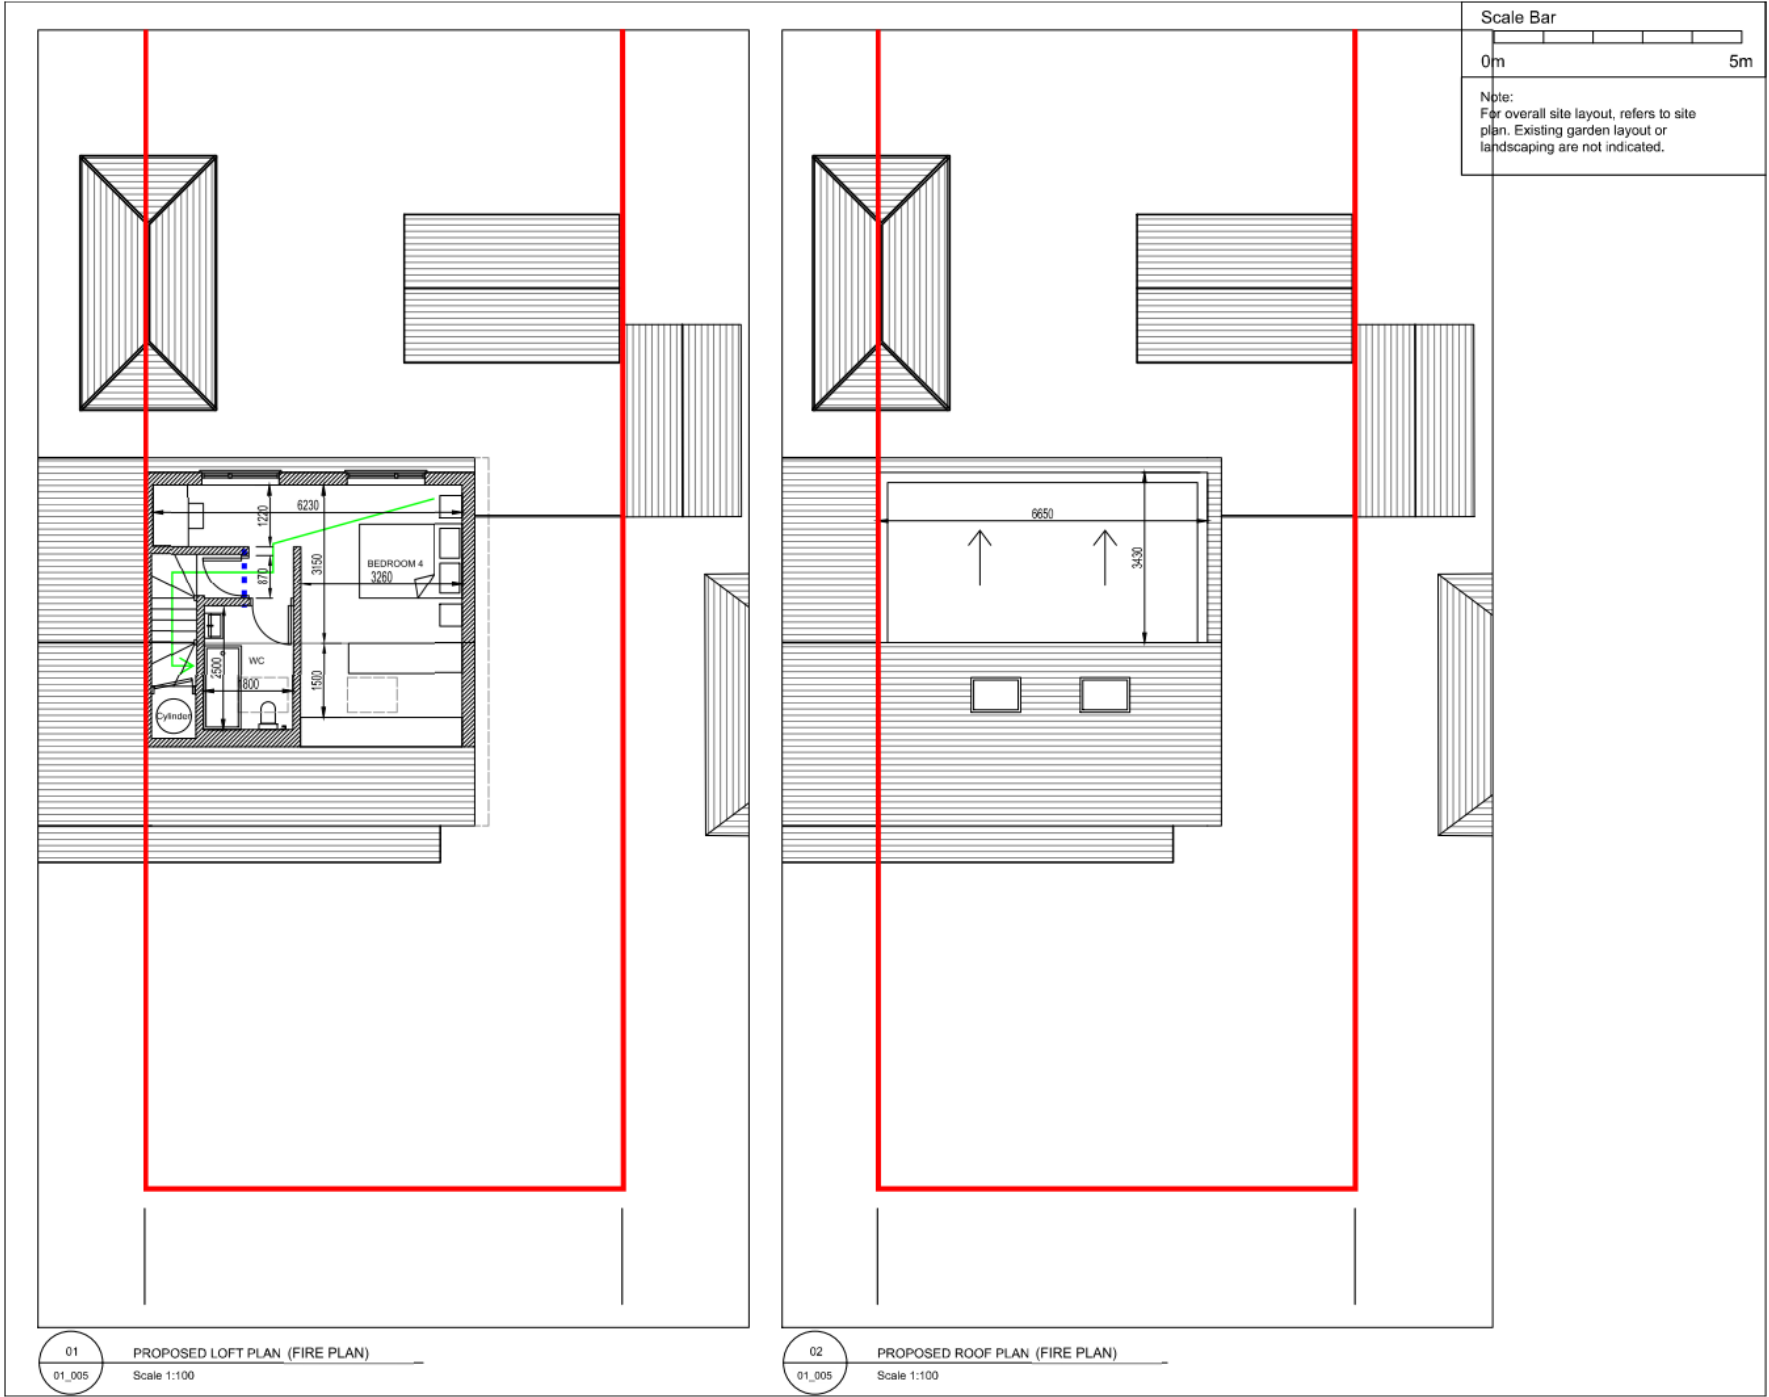 Scale Bar
0m 5m
Note:
For overall site layout, refers to site
plan. Existing garden layout or
landscaping are not indicated.
6230
1220
870
3150
BEDROOM 4
3260
WC
2500
1800
1500
Cylinder
6650
3430
01
01_005
PROPOSED LOFT PLAN (FIRE PLAN)
Scale 1:100
02
01_005
PROPOSED ROOF PLAN (FIRE PLAN)
Scale 1:100